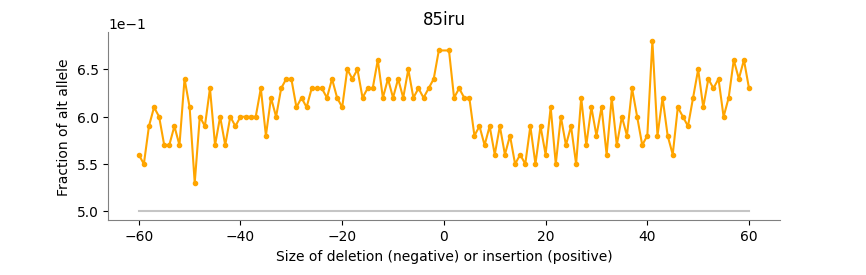 85iru
1e−1
6.5
6.0
5.5
5.0
Fraction of alt allele
−60 −40 −20 0 20 40 60
Size of deletion (negative) or insertion (positive)